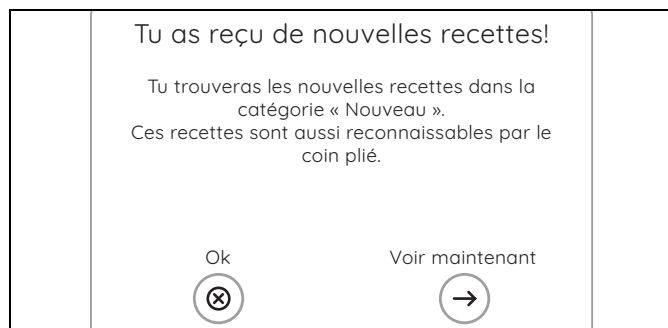 Tu as reçu de nouvelles recettes!
Tu trouveras les nouvelles recettes dans la
catégorie « Nouveau ».
Ces recettes sont aussi reconnaissables par le
coin plié.
Ok
Voir maintenant